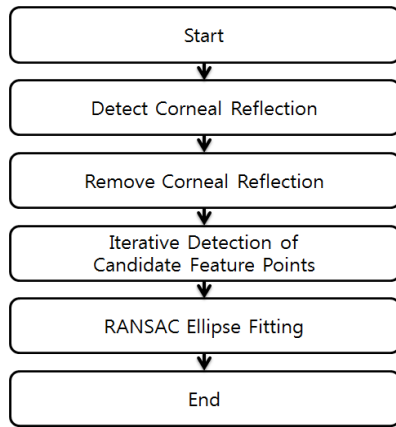 Start
Detect Corneal Reflection
Remove Corneal Reflection
Iterative Detection of
Candidate Feature Points
RANSAC Ellipse Fitting
End